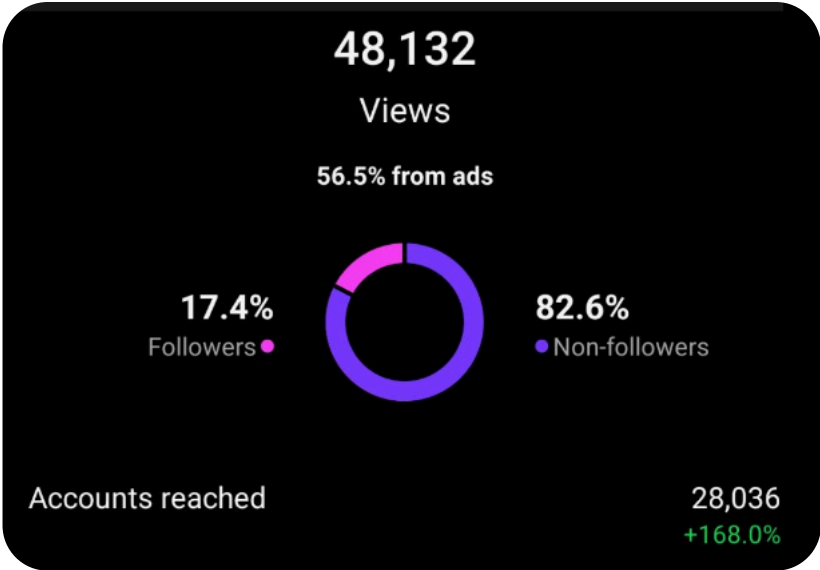 48,132
Views
56.5% from ads
17.4%
Followers
82.6%
Non-followers
Accounts reached
28,036
+168.0%